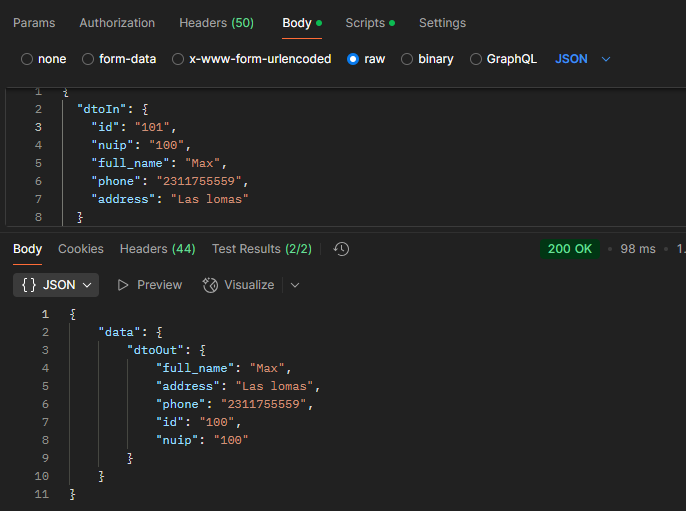 Params Authorization Headers (50) Body Scripts Settings
none form-data x-www-form-urlencoded raw binary GraphQL JSON
1 {
2 "dtoIn": {
3 "id": "101",
4 "nuip": "100",
5 "full_name": "Max",
6 "phone": "2311755559",
7 "address": "Las lomas"
8 }
Body Cookies Headers (44) Test Results (2/2) 200 OK 98 ms 1.
{} JSON Preview Visualize
1 {
2 "data": {
3 "dtoOut": {
4 "full_name": "Max",
5 "address": "Las lomas",
6 "phone": "2311755559",
7 "id": "100",
8 "nuip": "100"
9 }
10 }
11 }